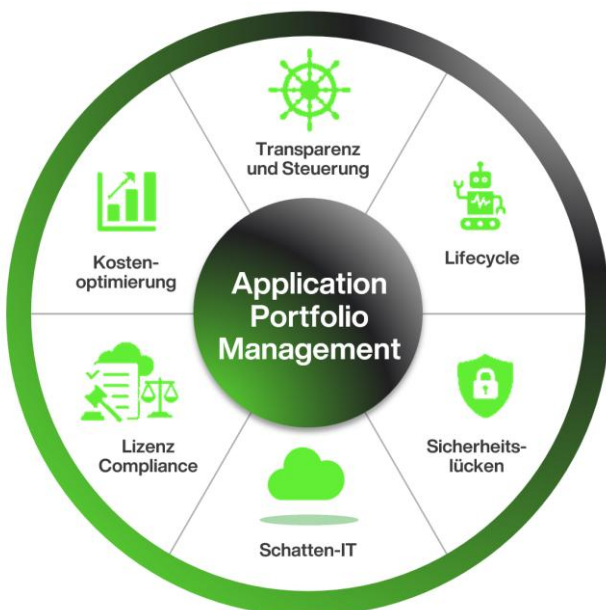 Transparenz
und Steuerung
Kosten-
optimierung
Lifecycle
Application
Portfolio
Management
Lizenz
Compliance
Sicherheits-
lücken
Schatten-IT